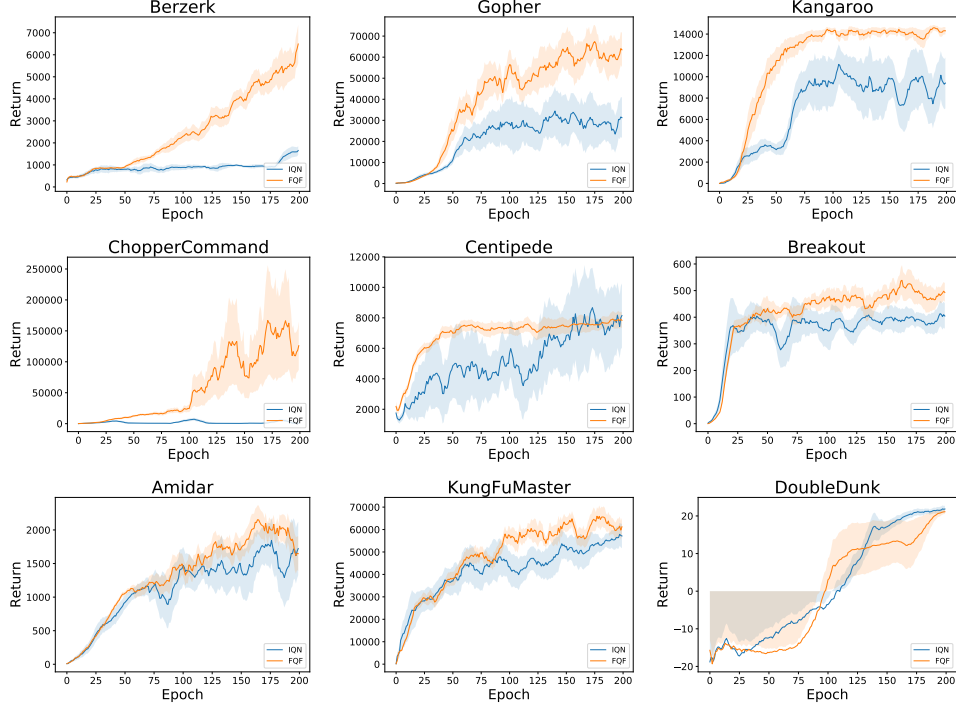 Berzerk
Return
7000
6000
5000
4000
3000
2000
1000
0
0 25 50 75 100 125 150 175 200
Epoch
IQN
FQF
Gopher
Return
70000
60000
50000
40000
30000
20000
10000
0
0 25 50 75 100 125 150 175 200
Epoch
IQN
FQF
Kangaroo
Return
14000
12000
10000
8000
6000
4000
2000
0
0 25 50 75 100 125 150 175 200
Epoch
IQN
FQF
ChopperCommand
Return
250000
200000
150000
100000
50000
0
0 25 50 75 100 125 150 175 200
Epoch
IQN
FQF
Centipede
Return
12000
10000
8000
6000
4000
2000
0 25 50 75 100 125 150 175 200
Epoch
IQN
FQF
Breakout
Return
600
500
400
300
200
100
0
0 25 50 75 100 125 150 175 200
Epoch
IQN
FQF
Amidar
Return
2000
1500
1000
500
0
0 25 50 75 100 125 150 175 200
Epoch
IQN
FQF
KungFuMaster
Return
70000
60000
50000
40000
30000
20000
10000
0
0 25 50 75 100 125 150 175 200
Epoch
IQN
FQF
DoubleDunk
Return
20
10
0
−10
−20
0 25 50 75 100 125 150 175 200
Epoch
IQN
FQF